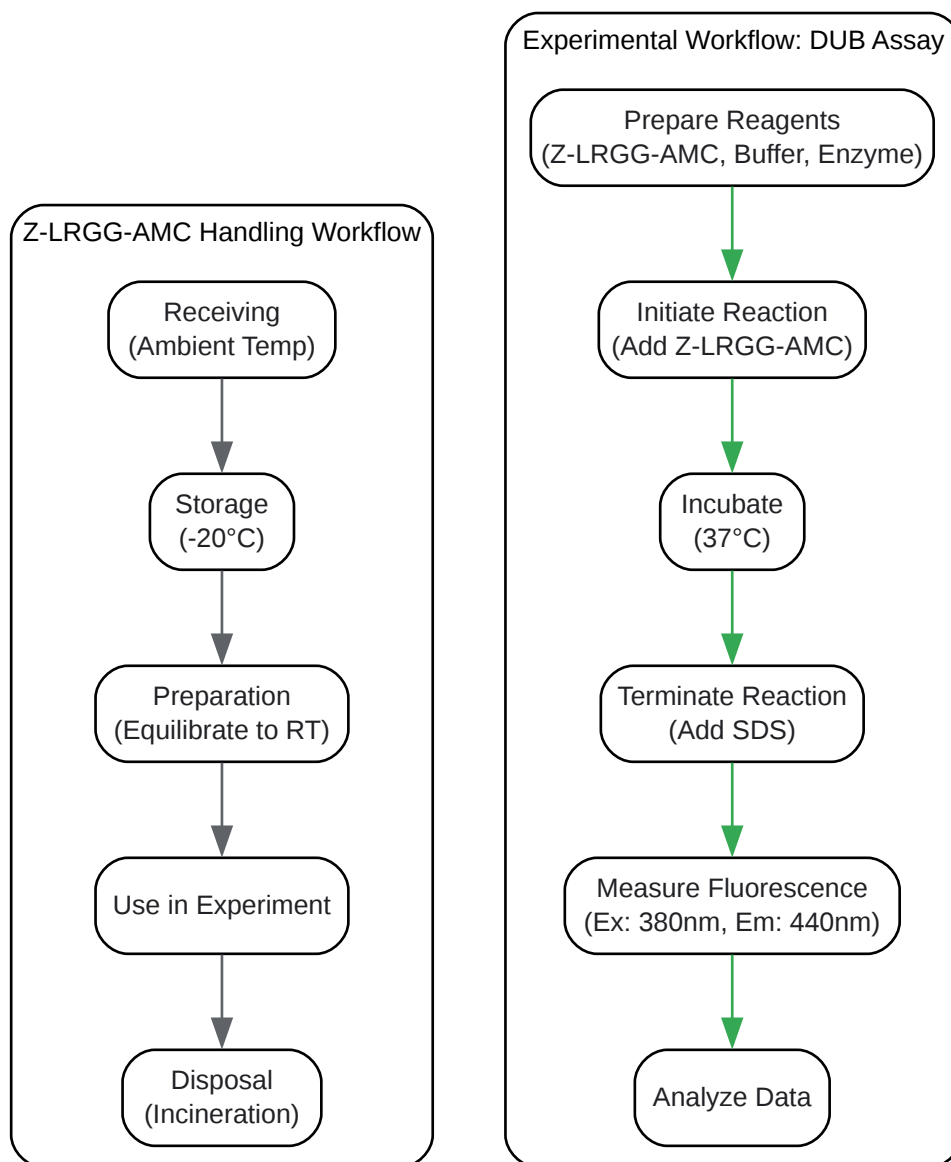 Z-LRGG-AMC Handling Workflow
Receiving
(Ambient Temp)
Storage
(-20°C)
Preparation
(Equilibrate to RT)
Use in Experiment
Disposal
(Incineration)
Experimental Workflow: DUB Assay
Prepare Reagents
(Z-LRGG-AMC, Buffer, Enzyme)
Initiate Reaction
(Add Z-LRGG-AMC)
Incubate
(37°C)
Terminate Reaction
(Add SDS)
Measure Fluorescence
(Ex: 380nm, Em: 440nm)
Analyze Data